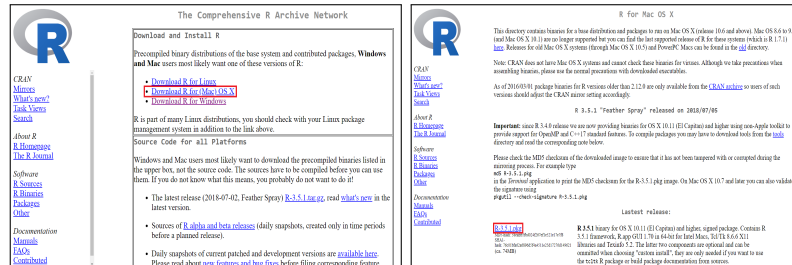 The Comprehensive R Archive Network
R
CRAN
Mirrors
What's new?
Task Views
Search
About R
R Homepage
The R Journal
Software
R Sources
R Binaries
Packages
Other
Documentation
Manuals
FAQs
Contributed
Download and Install R
Precompiled binary distributions of the base system and contributed packages, Windows
and Mac users most likely want one of these versions of R:
• Download R for Linux
• Download R for (Mac) OS X
• Download R for Windows
R is part of many Linux distributions, you should check with your Linux package
management system in addition to the link above.
Source Code for all Platforms
Windows and Mac users most likely want to download the precompiled binaries listed in
the upper box, not the source code. The sources have to be compiled before you can use
them. If you do not know what this means, you probably do not want to do it!
• The latest release (2018-07-02, Feather Spray) R-3.5.1.tar.gz, read what's new in the
latest version.
• Sources of R alpha and beta releases (daily snapshots, created only in time periods
before a planned release).
• Daily snapshots of current patched and development versions are available here.
Please read about new features and bug fixes before filing corresponding feature
R for Mac OS X
R
CRAN
Mirrors
What's new?
Task Views
Search
About R
R Homepage
The R Journal
Software
R Sources
R Binaries
Packages
Other
Documentation
Manuals
FAQs
Contributed
This directory contains binaries for a base distribution and packages to run on Mac OS X (release 10.6 and above). Mac OS 8.6 to 9.
(and Mac OS X 10.1) are no longer supported but you can find the last supported release of R for these systems (which is R 1.7.1)
here. Releases for old Mac OS X systems (through Mac OS X 10.5) and PowerPC Macs can be found in the old directory.
Note: CRAN does not have Mac OS X systems and cannot check these binaries for viruses. Although we take precautions when
assembling binaries, please use the normal precautions with downloaded executables.
As of 2016/03/01 package binaries for R versions older than 2.12.0 are only available from the CRAN archive so users of such
versions should adjust the CRAN mirror setting accordingly.
R 3.5.1 "Feather Spray" released on 2018/07/05
Important: since R 3.4.0 release we are now providing binaries for OS X 10.11 (El Capitan) and higher using non-Apple toolkit to
provide support for OpenMP and C++17 standard features. To compile packages you may have to download tools from the tools
directory and read the corresponding note below.
Please check the MD5 checksum of the downloaded image to ensure that it has not been tampered with or corrupted during the
mirroring process. For example type
md5 R-3.5.1.pkg
in the Terminal application to print the MD5 checksum for the R-3.5.1.pkg image. On Mac OS X 10.7 and later you can also validate
the signature using
pkgutil --check-signature R-3.5.1.pkg
Lastest release:
R-3.5.1.pkg
(ca. 74MB)
R 3.5.1 binary for OS X 10.11 (El Capitan) and higher, signed package. Contains R
3.5.1 framework, R.app GUI 1.70 in 64-bit for Intel Macs, Tcl/Tk 8.6.6 X11
libraries and Texinfo 5.2. The latter two components are optional and can be
ommitted when choosing "custom install", they are only needed if you want to use
the tcltk R package or build package documentation from sources.